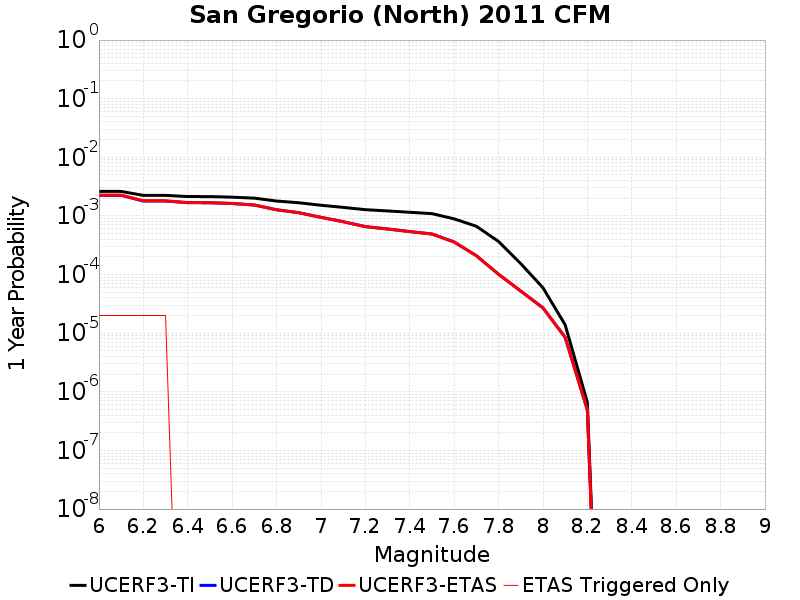 San Gregorio (North) 2011 CFM
10^0
10^-1
10^-2
10^-3
10^-4
10^-5
10^-6
10^-7
10^-8
1 Year Probability
6 6.2 6.4 6.6 6.8 7 7.2 7.4 7.6 7.8 8 8.2 8.4 8.6 8.8 9
Magnitude
UCERF3-TI UCERF3-TD UCERF3-ETAS ETAS Triggered Only